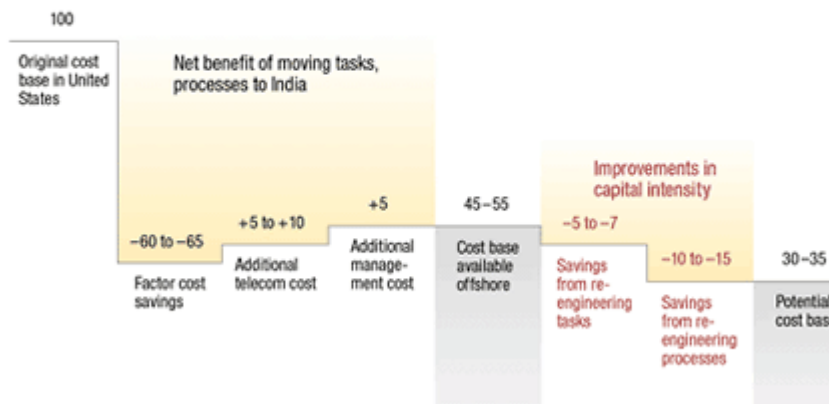 100
Original cost
base in United
States
Net benefit of moving tasks,
processes to India
−60 to −65
Factor cost
savings
+5 to +10
Additional
telecom cost
+5
Additional
manage-
ment cost
45–55
Cost base
available
offshore
Improvements in
capital intensity
−5 to −7
Savings
from re-
engineering
tasks
−10 to −15
Savings
from re-
engineering
processes
30–35
Potential
cost bas